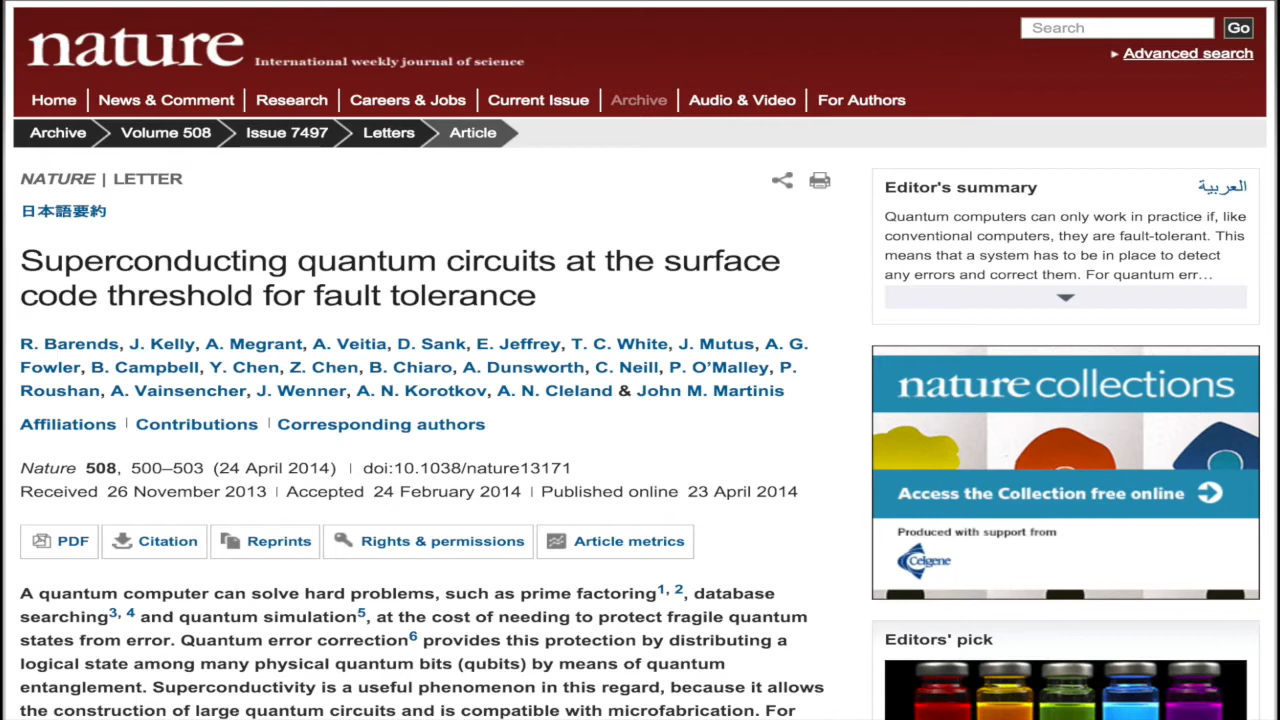 nature International weekly journal of science
Search Go
Advanced search
Home News & Comment Research Careers & Jobs Current Issue Archive Audio & Video For Authors
Archive Volume 508 Issue 7497 Letters Article
NATURE | LETTER
日本語要約
Superconducting quantum circuits at the surface
code threshold for fault tolerance
R. Barends, J. Kelly, A. Megrant, A. Veitia, D. Sank, E. Jeffrey, T. C. White, J. Mutus, A. G.
Fowler, B. Campbell, Y. Chen, Z. Chen, B. Chiaro, A. Dunsworth, C. Neill, P. O’Malley, P.
Roushan, A. Vainsencher, J. Wenner, A. N. Korotkov, A. N. Cleland & John M. Martinis
Affiliations | Contributions | Corresponding authors
Nature 508, 500–503 (24 April 2014) | doi:10.1038/nature13171
Received 26 November 2013 | Accepted 24 February 2014 | Published online 23 April 2014
PDF Citation Reprints Rights & permissions Article metrics
A quantum computer can solve hard problems, such as prime factoring1, 2, database
searching3, 4 and quantum simulation5, at the cost of needing to protect fragile quantum
states from error. Quantum error correction6 provides this protection by distributing a
logical state among many physical quantum bits (qubits) by means of quantum
entanglement. Superconductivity is a useful phenomenon in this regard, because it allows
the construction of large quantum circuits and is compatible with microfabrication. For
Editor's summary العربية
Quantum computers can only work in practice if, like
conventional computers, they are fault-tolerant. This
means that a system has to be in place to detect
any errors and correct them. For quantum err…
nature collections
Access the Collection free online
Produced with support from
Celgene
Editors' pick